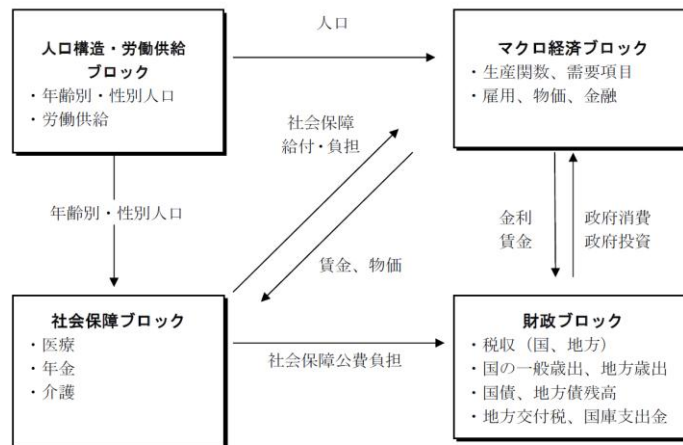 人口構造・労働供給
ブロック
・年齢別・性別人口
・労働供給
人口
マクロ経済ブロック
・生産関数、需要項目
・雇用、物価、金融
社会保障
給付・負担
年齢別・性別人口
賃金、物価
金利
賃金
政府消費
政府投資
社会保障ブロック
・医療
・年金
・介護
社会保障公費負担
財政ブロック
・税収（国、地方）
・国の一般歳出、地方歳出
・国債、地方債残高
・地方交付税、国庫支出金